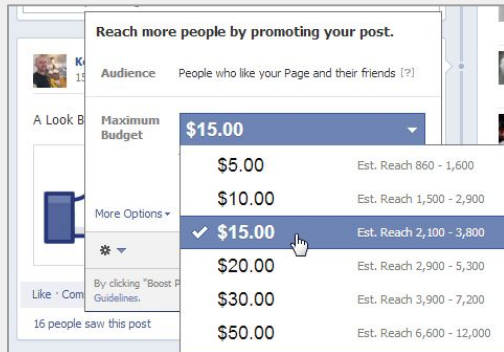 Reach more people by promoting your post.
Audience People who like your Page and their friends [?]
A Look B
Maximum Budget
$15.00
$5.00 Est. Reach 860 - 1,600
$10.00 Est. Reach 1,500 - 2,900
More Options
$15.00 Est. Reach 2,100 - 3,800
$20.00 Est. Reach 2,900 - 5,300
By clicking "Boost P
Guidelines.
$30.00 Est. Reach 3,900 - 7,200
Like · Com
16 people saw this post
$50.00 Est. Reach 6,600 - 12,000